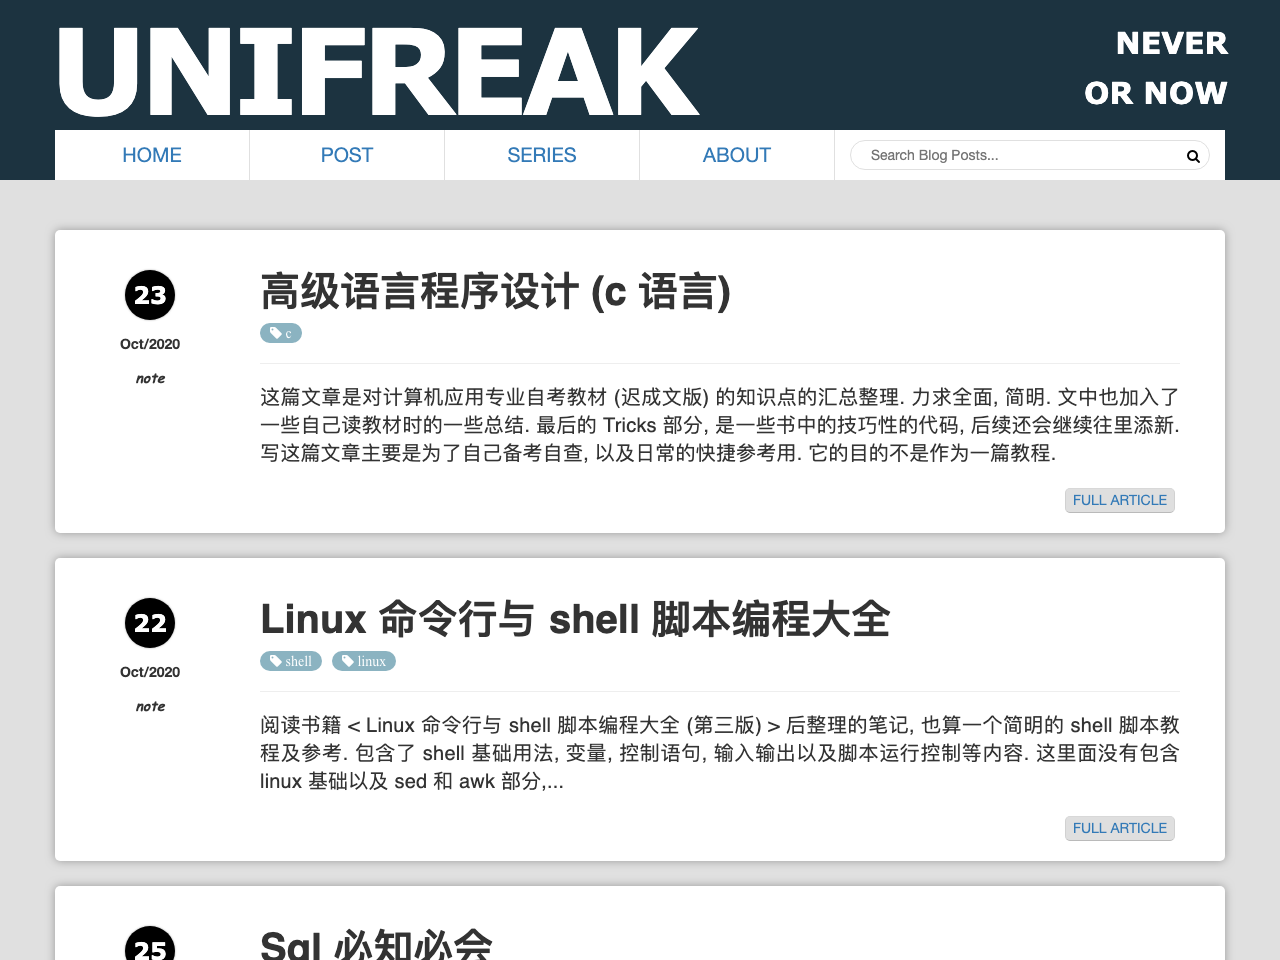 UNIFREAK
NEVER
OR NOW
HOME
POST
SERIES
ABOUT
Search Blog Posts...
23
Oct/2020
note
高级语言程序设计 (c 语言)
c
这篇文章是对计算机应用专业自考教材 (迟成文版) 的知识点的汇总整理. 力求全面, 简明. 文中也加入了
一些自己读教材时的一些总结. 最后的 Tricks 部分, 是一些书中的技巧性的代码, 后续还会继续往里添新.
写这篇文章主要是为了自己备考自查, 以及日常的快捷参考用. 它的目的不是作为一篇教程.
FULL ARTICLE
22
Oct/2020
note
Linux 命令行与 shell 脚本编程大全
shell
linux
阅读书籍 < Linux 命令行与 shell 脚本编程大全 (第三版) > 后整理的笔记, 也算一个简明的 shell 脚本教
程及参考. 包含了 shell 基础用法, 变量, 控制语句, 输入输出以及脚本运行控制等内容. 这里面没有包含
linux 基础以及 sed 和 awk 部分,...
FULL ARTICLE
25
Sql 必知必会